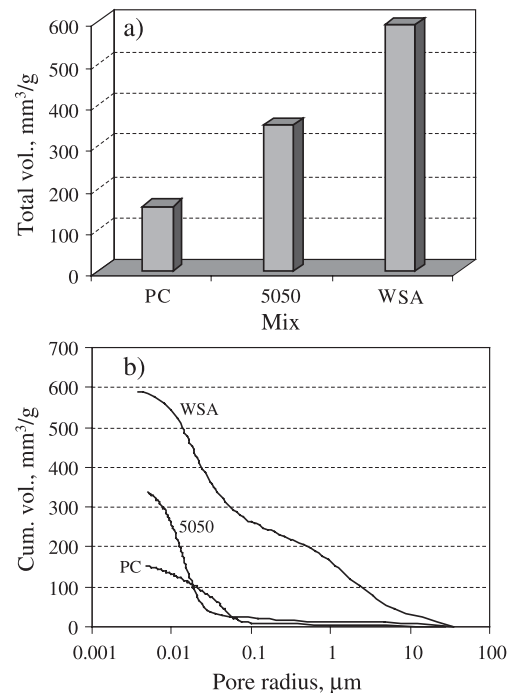 a)
Total vol., mm³/g
600
500
400
300
200
100
0
PC 5050 WSA
Mix
b)
Cum. vol., mm³/g
700
600
500
400
300
200
100
0
WSA
5050
PC
0.001 0.01 0.1 1 10 100
Pore radius, μm